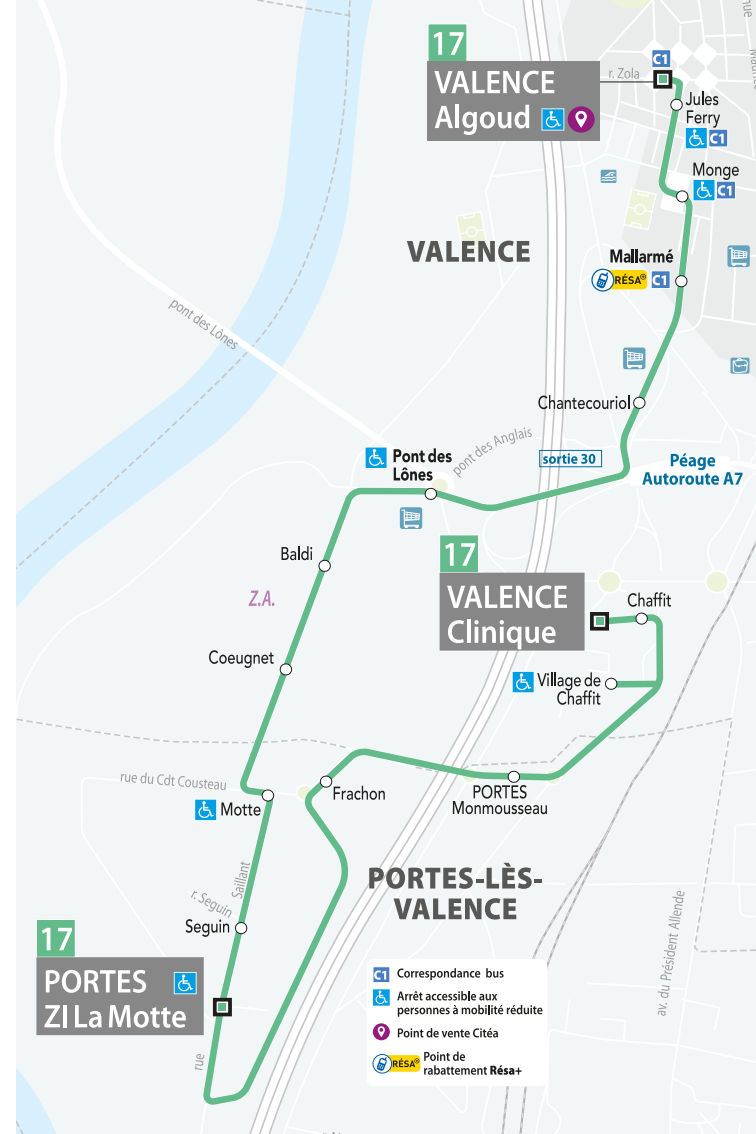 17
VALENCE
Algoud
r. Zola
C1
Jules
Ferry
C1
Monge
C1
VALENCE
Mallarmé
RÉSA®
C1
pont des Lônes
Chantecouriol
pont des Anglais
Pont des
Lônes
sortie 30
Péage
Autoroute A7
Baldi
17
VALENCE
Clinique
Z.A.
Chaffit
Coeugnet
Village de
Chaffit
rue du Cdt Cousteau
Motte
Frachon
PORTES
Monmousseau
Saillant
r. Seguin
PORTES-LÈS-
VALENCE
Seguin
av. du Président Allende
17
PORTES
ZI La Motte
rue
C1 Correspondance bus
Arrêt accessible aux
personnes à mobilité réduite
Point de vente Citéa
RÉSA® Point de
rabattement Résa+